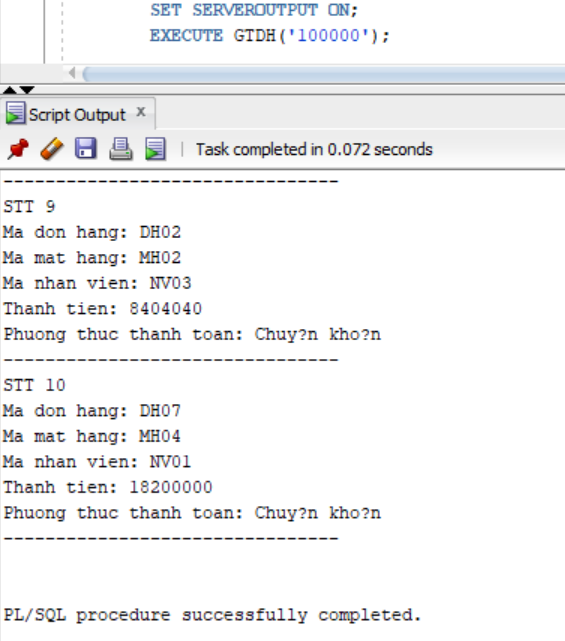 SET SERVEROUTPUT ON;
EXECUTE GTDH('100000');
Script Output x
Task completed in 0.072 seconds
--------------------------------
STT 9
Ma don hang: DH02
Ma mat hang: MH02
Ma nhan vien: NV03
Thanh tien: 8404040
Phuong thuc thanh toan: Chuy?n kho?n
--------------------------------
STT 10
Ma don hang: DH07
Ma mat hang: MH04
Ma nhan vien: NV01
Thanh tien: 18200000
Phuong thuc thanh toan: Chuy?n kho?n
--------------------------------
PL/SQL procedure successfully completed.